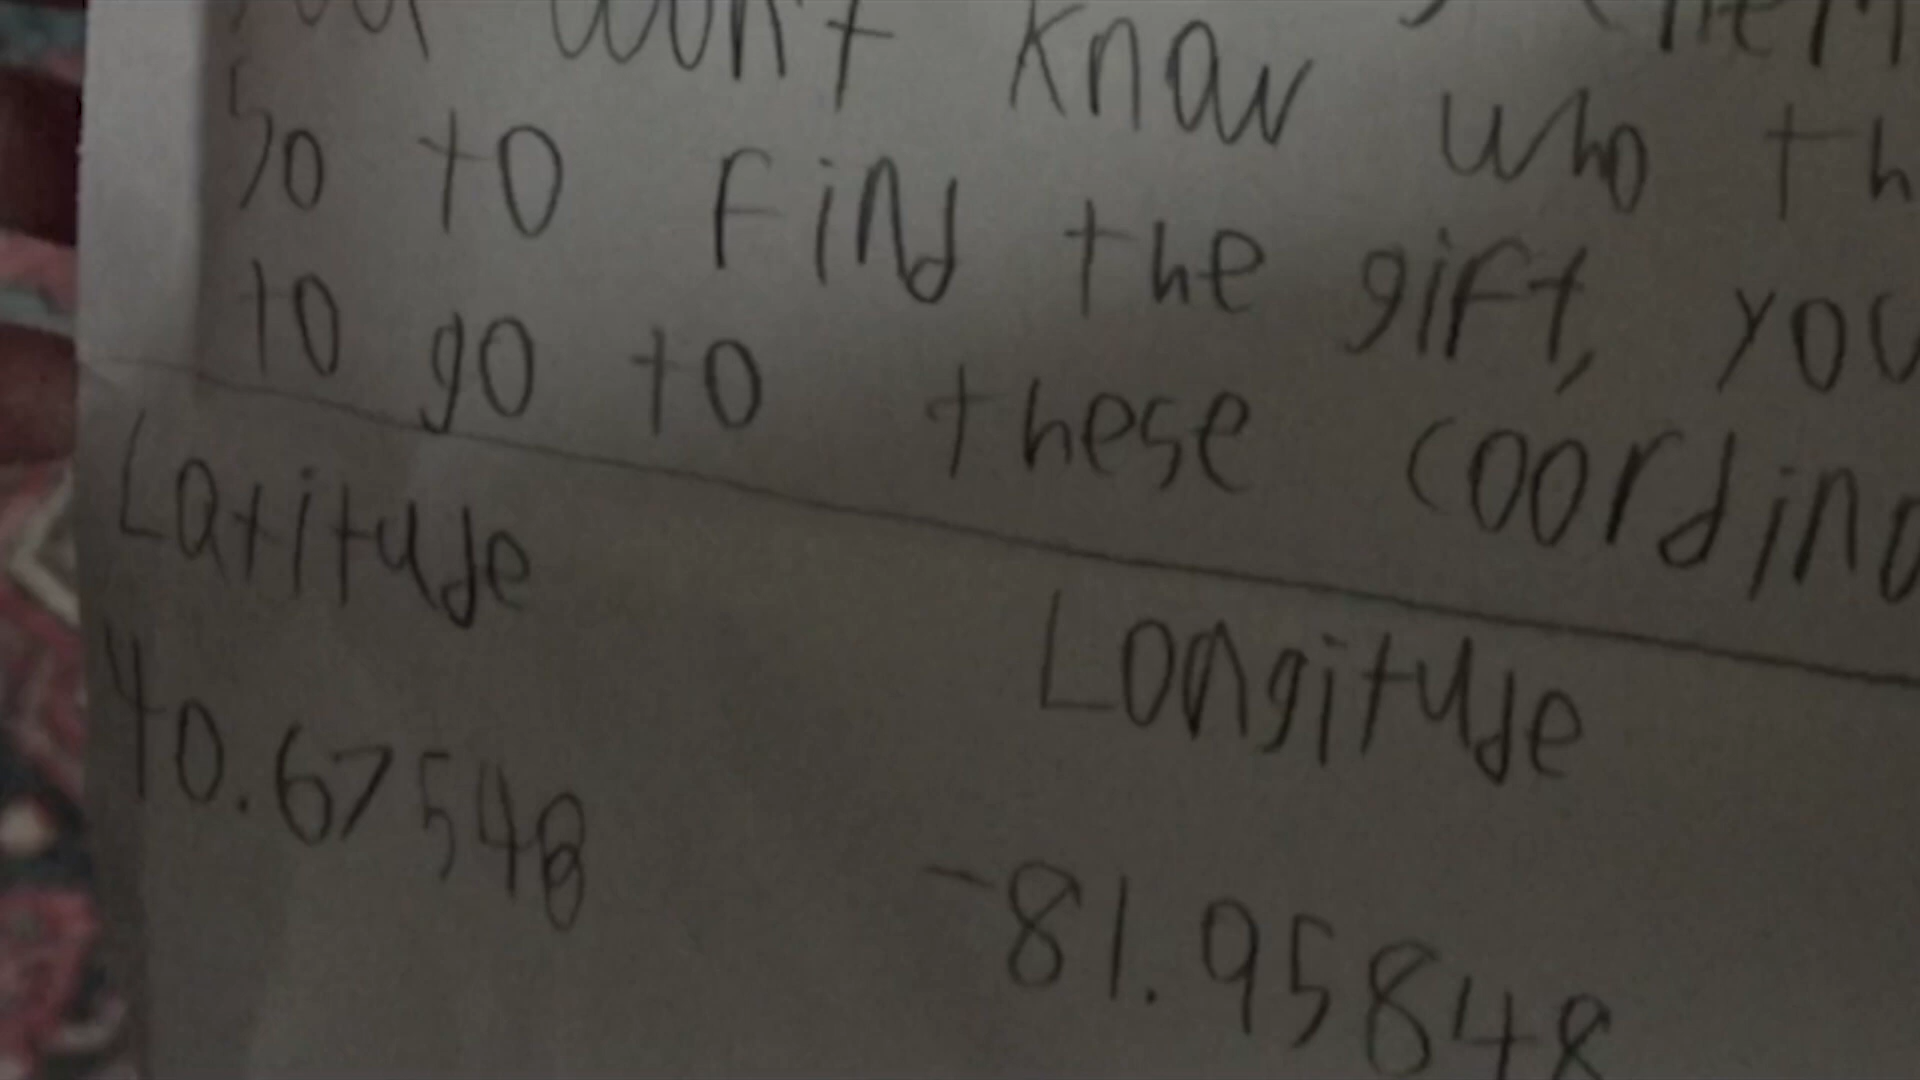 won't know who th
So to Find the gift, you
to go to these coordin
Latitude Longitude
40.67548 -81.95848